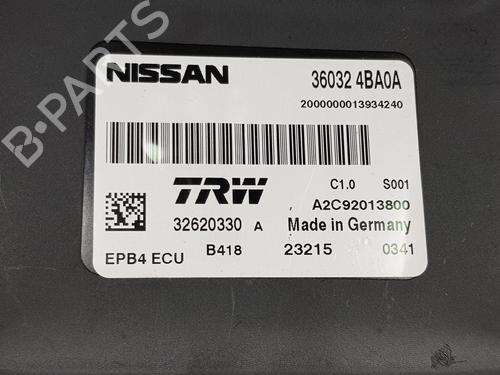 NISSAN 36032 4BA0A
2000000013934240
TRW C1.0 S001
A2C92013800
32620330 A Made in Germany
EPB4 ECU B418 23215 0341
B-PARTS